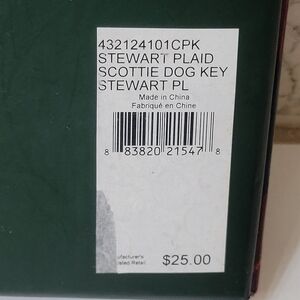 432124101CPK
STEWART PLAID
SCOTTIE DOG KEY
STEWART PL
Made in China
Fabriqué en Chine
8 83820 21547 8
Retail
$25.00